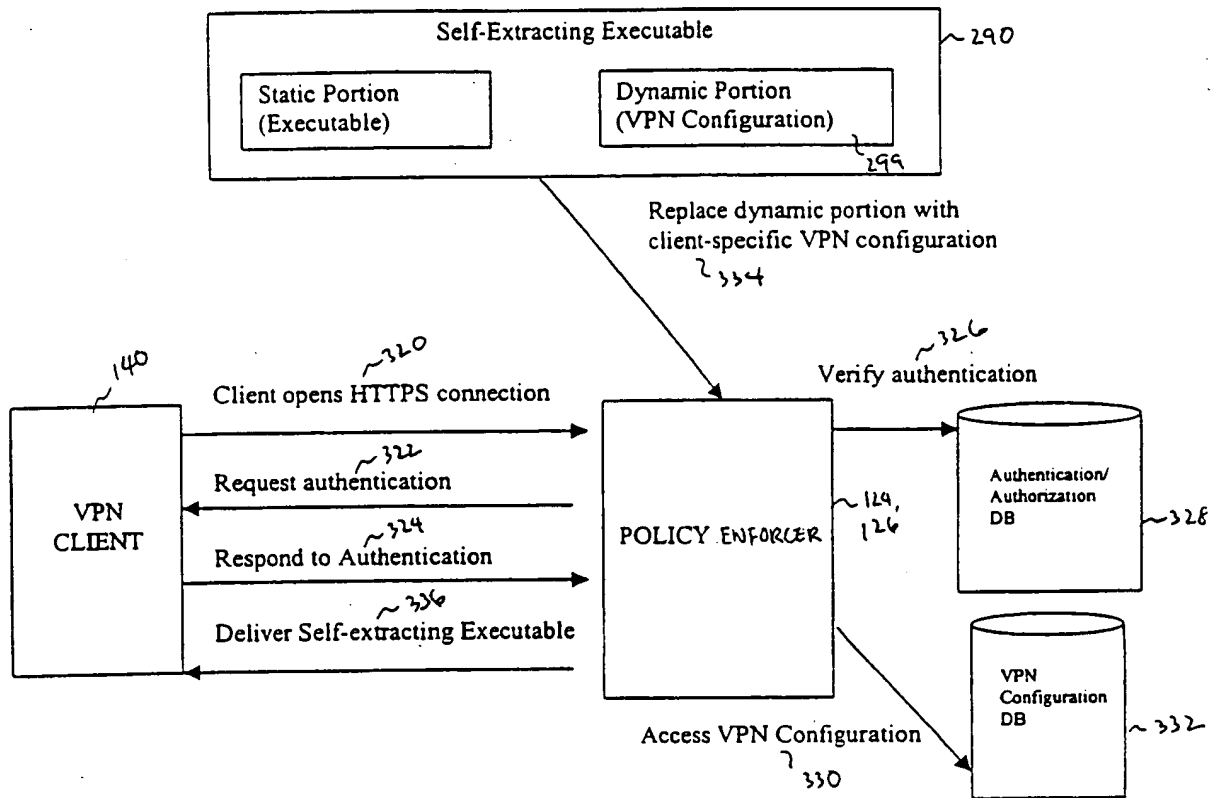 Self-Extracting Executable
290
Static Portion
(Executable)
Dynamic Portion
(VPN Configuration)
299
Replace dynamic portion with
client-specific VPN configuration
334
140
320
Client opens HTTPS connection
326
Verify authentication
322
Request authentication
VPN
CLIENT
324
Respond to Authentication
336
Deliver Self-extracting Executable
POLICY ENFORCER
124,
126
Authentication/
Authorization
DB
328
VPN
Configuration
DB
332
Access VPN Configuration
330